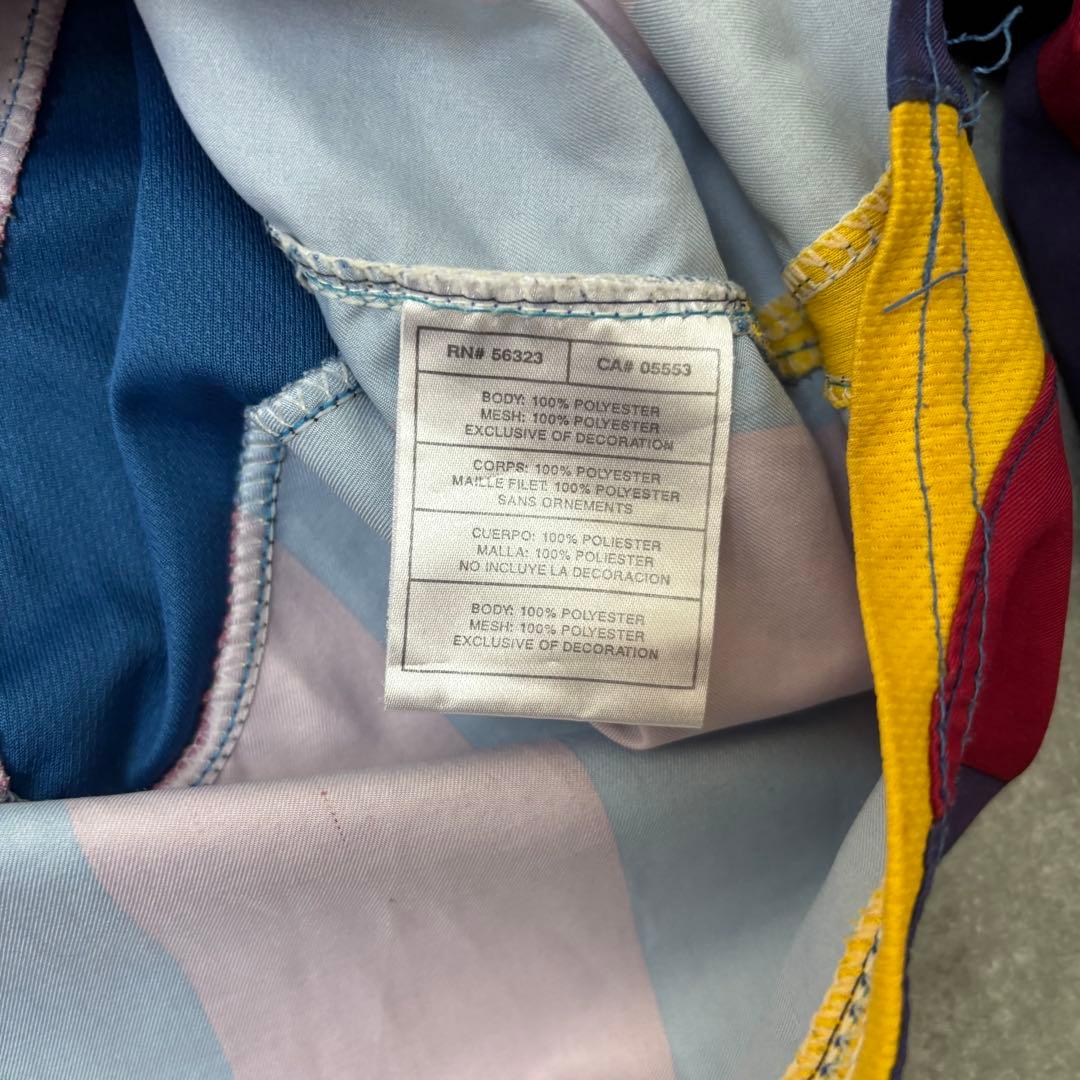 RN# 56323
CA# 05553
BODY: 100% POLYESTER
MESH: 100% POLYESTER
EXCLUSIVE OF DECORATION
CORPS: 100% POLYESTER
MAILLE FILET: 100% POLYESTER
SANS ORNEMENTS
CUERPO: 100% POLIESTER
MALLA: 100% POLIESTER
NO INCLUYE LA DECORACION
BODY: 100% POLYESTER
MESH: 100% POLYESTER
EXCLUSIVE OF DECORATION